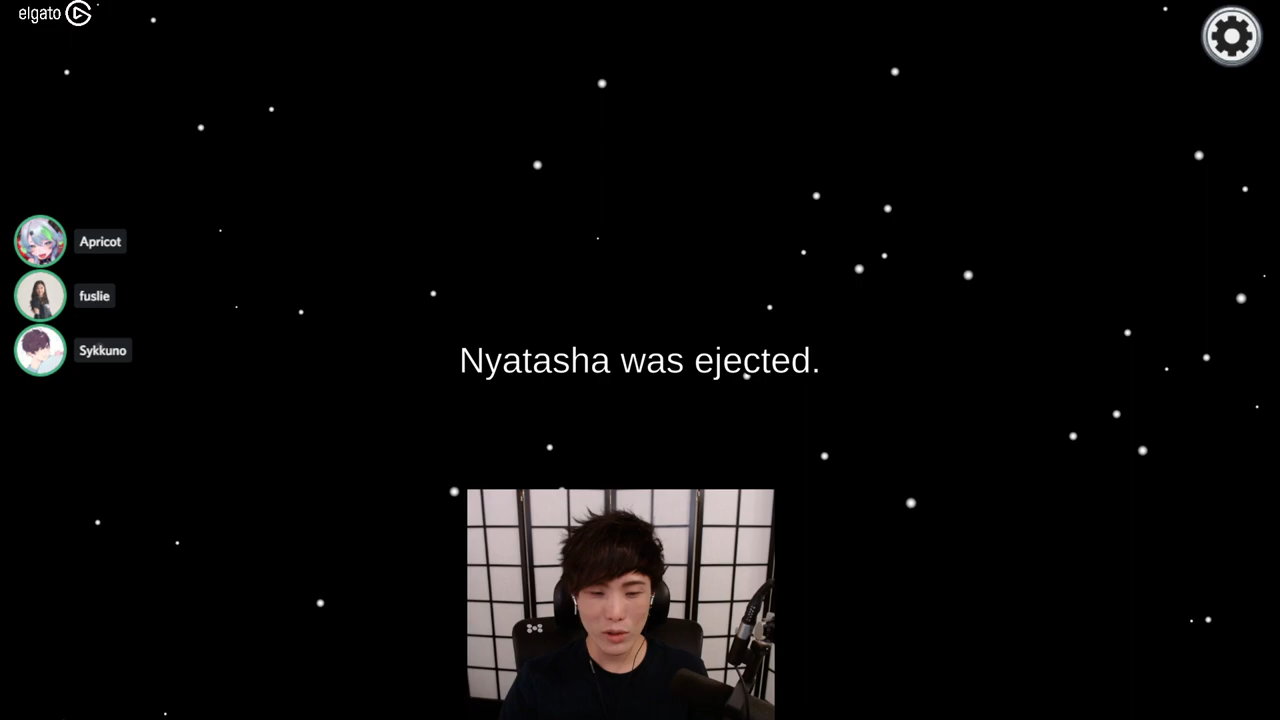 elgato
Apricot
fuslie
Sykkuno
Nyatasha was ejected.